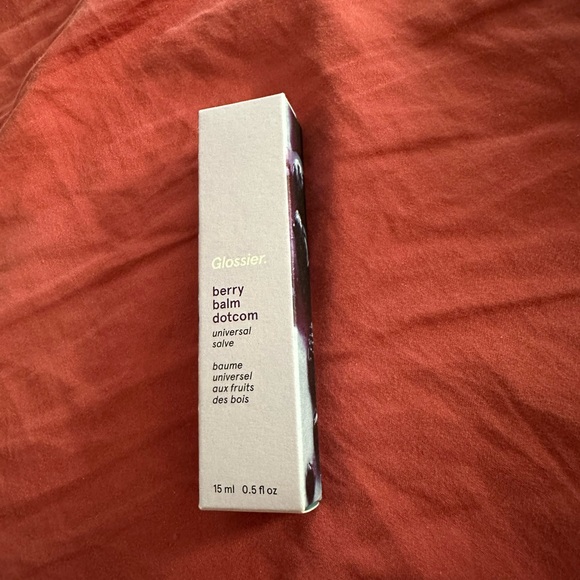 Glossier.
berry
balm
dotcom
universal
salve
baume
universel
aux fruits
des bois
15 ml 0.5 fl oz